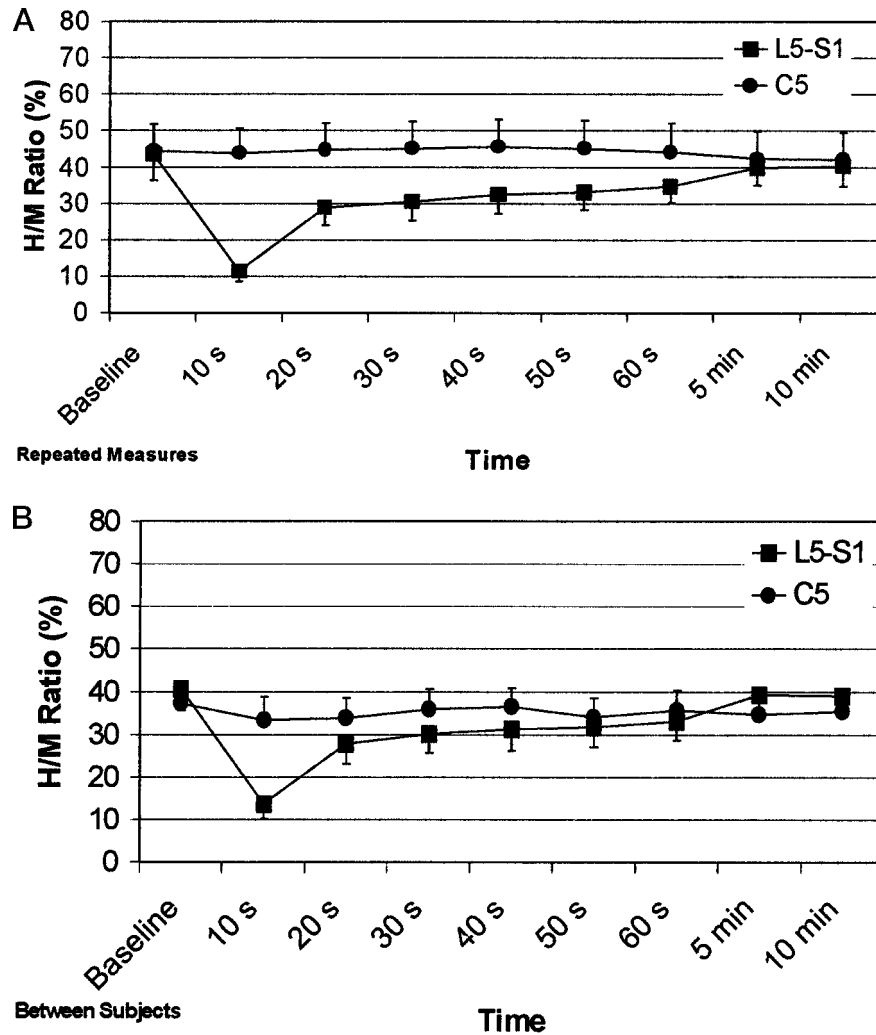 A
H/M Ratio (%)
80
70
60
50
40
30
20
10
0
L5-S1
C5
Baseline
10 s
20 s
30 s
40 s
50 s
60 s
5 min
10 min
Repeated Measures
Time
B
H/M Ratio (%)
80
70
60
50
40
30
20
10
0
L5-S1
C5
Baseline
10 s
20 s
30 s
40 s
50 s
60 s
5 min
10 min
Between Subjects
Time